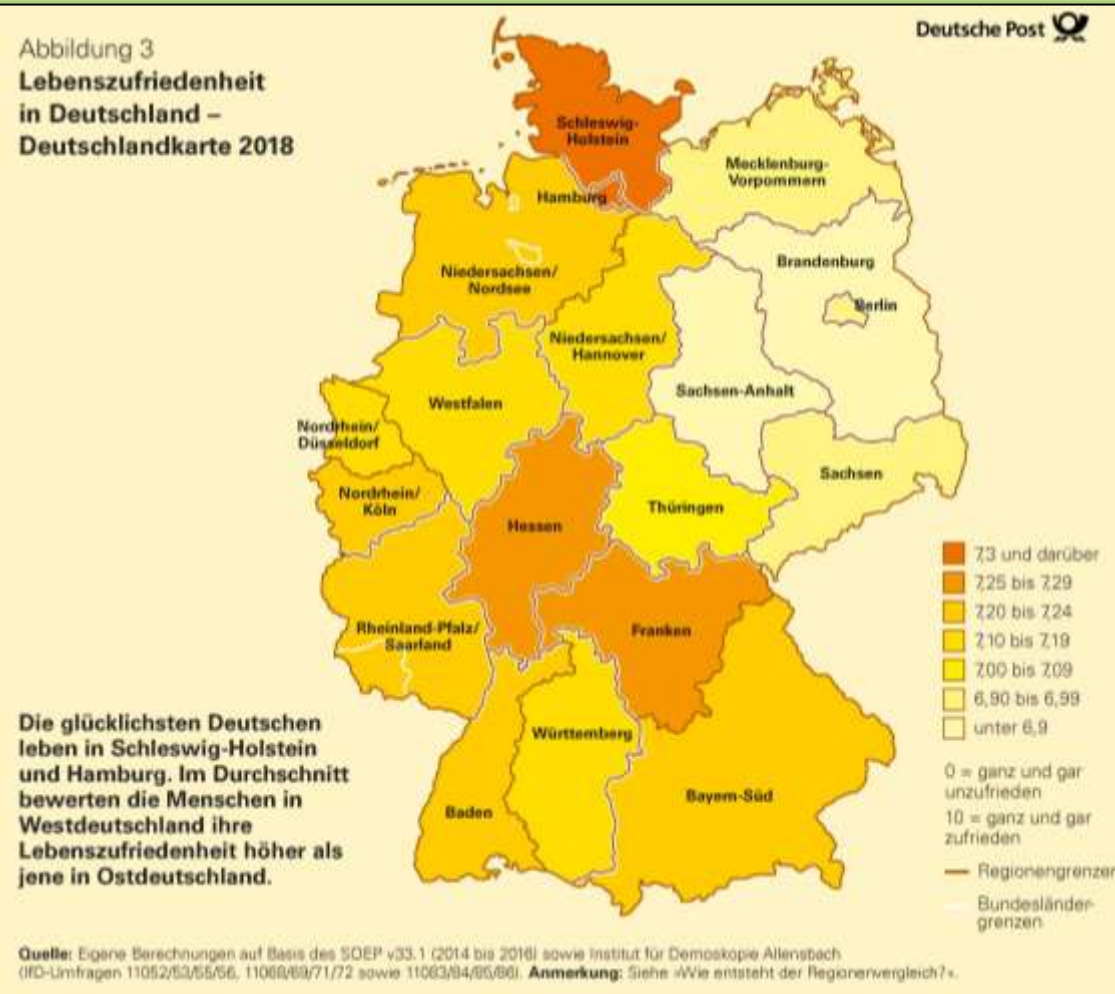 Abbildung 3
Lebenszufriedenheit
in Deutschland –
Deutschlandkarte 2018
Deutsche Post
Schleswig-
Holstein
Mecklenburg-
Vorpommern
Hamburg
Niedersachsen/
Nordsee
Brandenburg
Berlin
Niedersachsen/
Hannover
Sachsen-Anhalt
Westfalen
Nordrhein/
Düsseldorf
Sachsen
Nordrhein/
Köln
Thüringen
Hessen
Rheinland-Pfalz/
Saarland
Franken
Württemberg
Baden
Bayern-Süd
7,3 und darüber
7,25 bis 7,29
7,20 bis 7,24
7,10 bis 7,19
7,00 bis 7,09
6,90 bis 6,99
unter 6,9
0 = ganz und gar
unzufrieden
10 = ganz und gar
zufrieden
Regionengrenzen
Bundesländer-
grenzen
Die glücklichsten Deutschen
leben in Schleswig-Holstein
und Hamburg. Im Durchschnitt
bewerten die Menschen in
Westdeutschland ihre
Lebenszufriedenheit höher als
jene in Ostdeutschland.
Quelle: Eigene Berechnungen auf Basis des SOEP v33.1 (2014 bis 2016) sowie Institut für Demoskopie Allensbach
(IfD-Umfragen 11052/53/55/56, 11068/69/71/72 sowie 11083/84/85/86). Anmerkung: Siehe »Wie entsteht der Regionenvergleich?«.